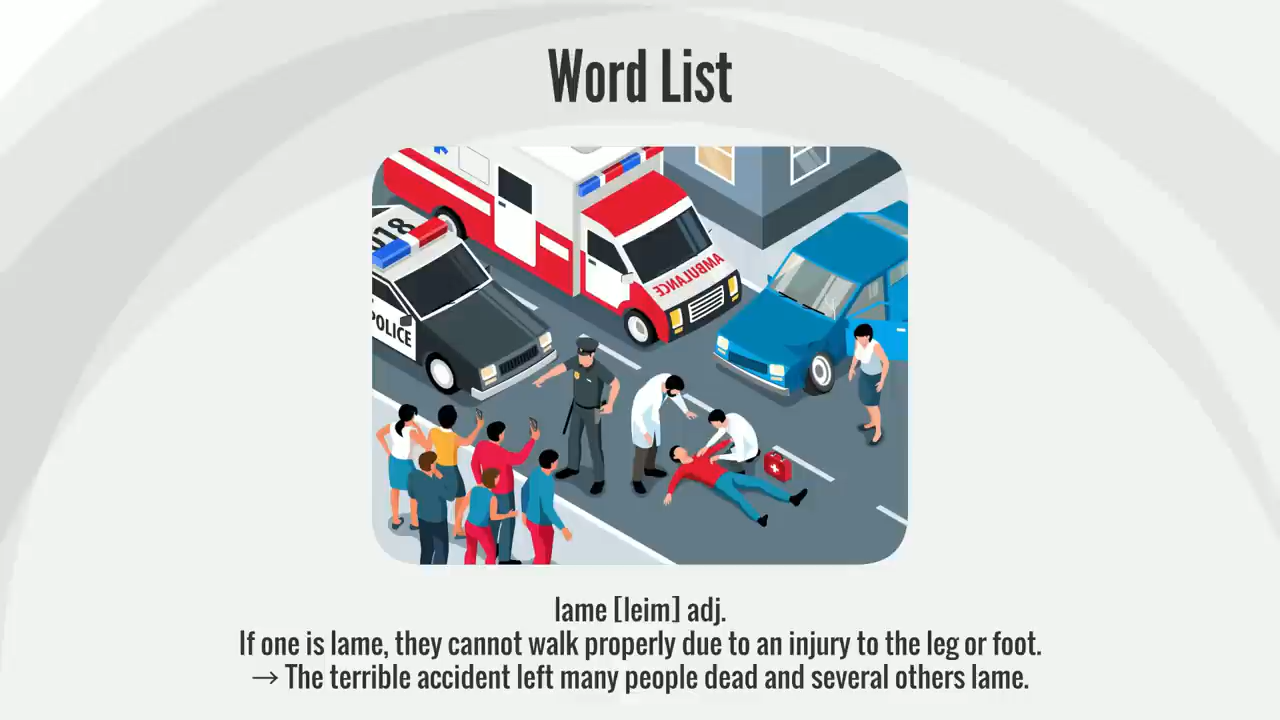 Word List
018
POLICE
AMBULANCE
lame [leim] adj.
If one is lame, they cannot walk properly due to an injury to the leg or foot.
→ The terrible accident left many people dead and several others lame.